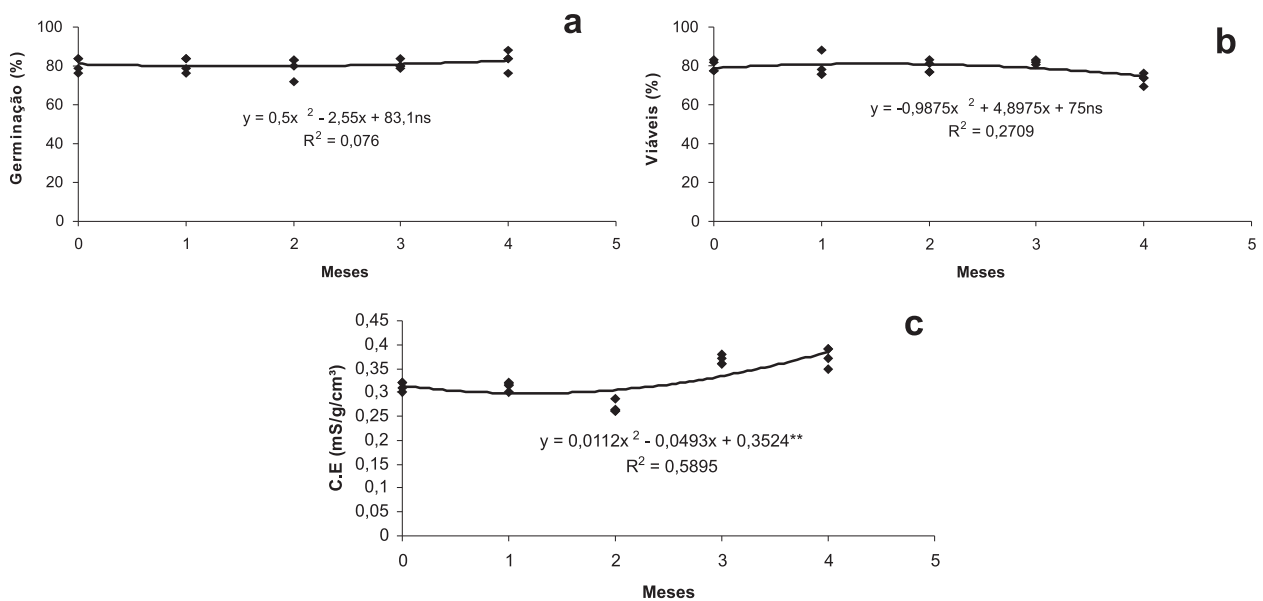 a
100
80
60
40
20
0
Germinação (%)
y = 0,5x ² - 2,55x + 83,1ns
R² = 0,076
0 1 2 3 4 5
Meses
b
100
80
60
40
20
0
Viáveis (%)
y = -0,9875x ² + 4,8975x + 75ns
R² = 0,2709
0 1 2 3 4 5
Meses
c
0,45
0,4
0,35
0,3
0,25
0,2
0,15
0,1
0,05
0
C.E (mS/g/cm³)
y = 0,0112x ² - 0,0493x + 0,3524**
R² = 0,5895
0 1 2 3 4 5
Meses